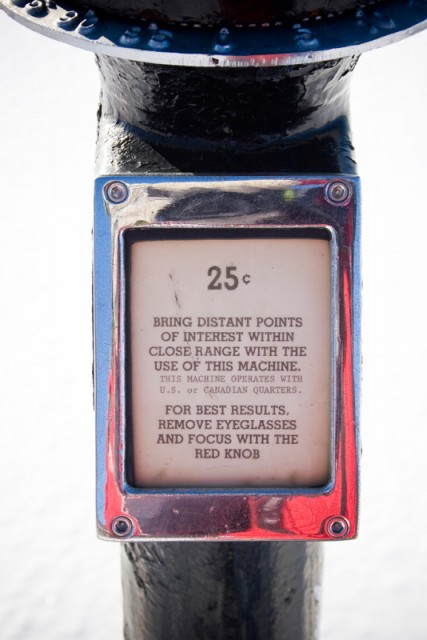 25¢
BRING DISTANT POINTS
OF INTEREST WITHIN
CLOSE RANGE WITH THE
USE OF THIS MACHINE.
THIS MACHINE OPERATES WITH
U.S. or CANADIAN QUARTERS.
FOR BEST RESULTS,
REMOVE EYEGLASSES
AND FOCUS WITH THE
RED KNOB